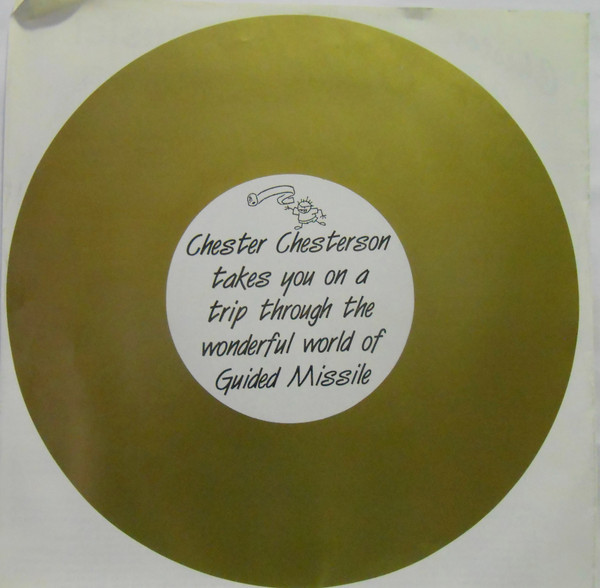 Chester Chesterson
takes you on a
trip through the
wonderful world of
Guided Missile